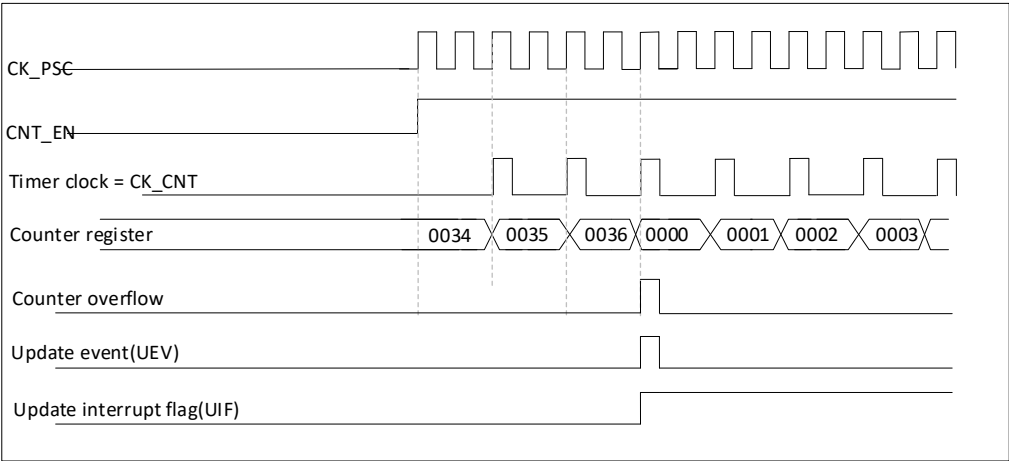 CK_PSC
CNT_EN
Timer clock = CK_CNT
Counter register 0034 0035 0036 0000 0001 0002 0003
Counter overflow
Update event(UEV)
Update interrupt flag(UIF)